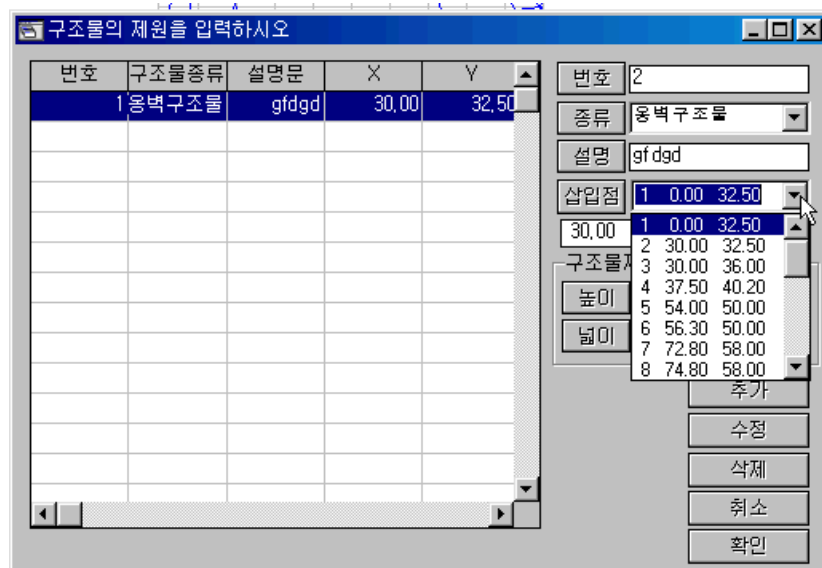 구조물의 제원을 입력하시오
번호 구조물종류 설명문 X Y
1 옹벽구조물 gfdgd 30,00 32,50
번호 2
종류 옹벽구조물
설명 gfdgd
삽입점 1 0.00 32.50
30,00
1 0.00 32.50
2 30.00 32.50
3 30.00 36.00
4 37.50 40.20
5 54.00 50.00
6 56.30 50.00
7 72.80 58.00
8 74.80 58.00
구조물
높이
넓이
추가
수정
삭제
취소
확인